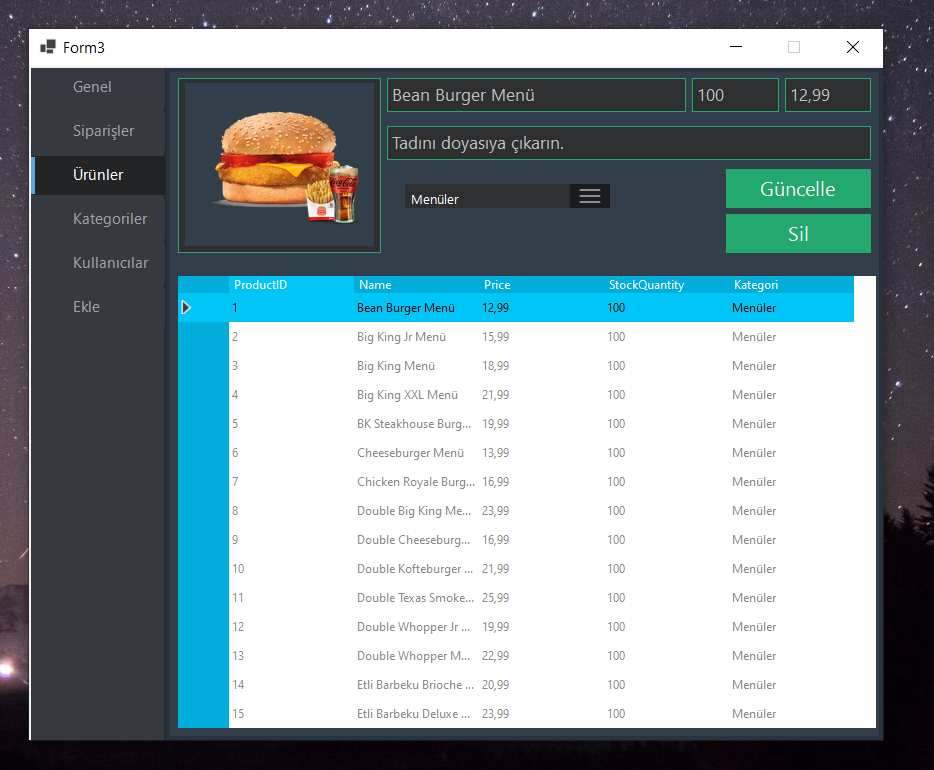 Form3
Genel
Siparişler
Ürünler
Kategoriler
Kullanıcılar
Ekle
Bean Burger Menü 100 12,99
Tadını doyasıya çıkarın.
Menüler
Güncelle
Sil
ProductID Name Price StockQuantity Kategori
1 Bean Burger Menü 12,99 100 Menüler
2 Big King Jr Menü 15,99 100 Menüler
3 Big King Menü 18,99 100 Menüler
4 Big King XXL Menü 21,99 100 Menüler
5 BK Steakhouse Burg... 19,99 100 Menüler
6 Cheeseburger Menü 13,99 100 Menüler
7 Chicken Royale Burg... 16,99 100 Menüler
8 Double Big King Me... 23,99 100 Menüler
9 Double Cheeseburg... 16,99 100 Menüler
10 Double Kofteburger ... 21,99 100 Menüler
11 Double Texas Smoke... 25,99 100 Menüler
12 Double Whopper Jr ... 19,99 100 Menüler
13 Double Whopper M... 22,99 100 Menüler
14 Etli Barbeku Brioche ... 20,99 100 Menüler
15 Etli Barbeku Deluxe ... 23,99 100 Menüler